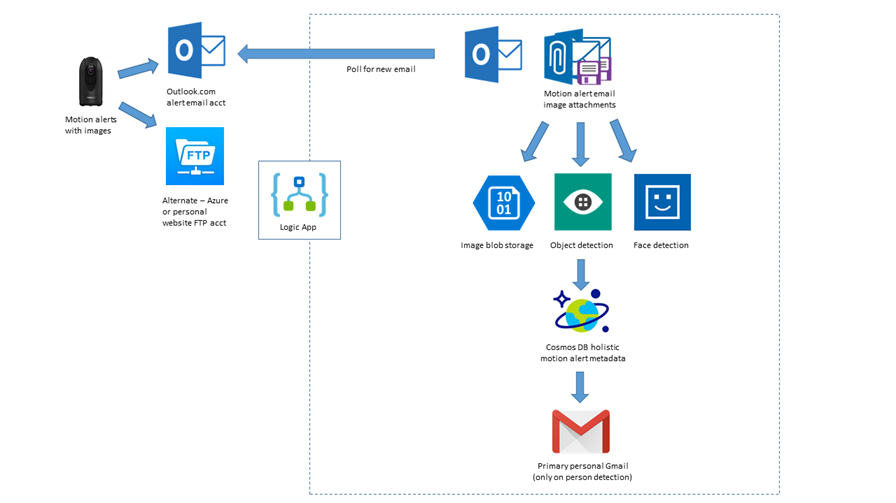 Poll for new email
Outlook.com
alert email acct
Motion alert email
image attachments
Motion alerts
with images
FTP
Alternate – Azure
or personal
website FTP acct
Logic App
10
01
Image blob storage
Object detection
Face detection
Cosmos DB holistic
motion alert metadata
Primary personal Gmail
(only on person detection)